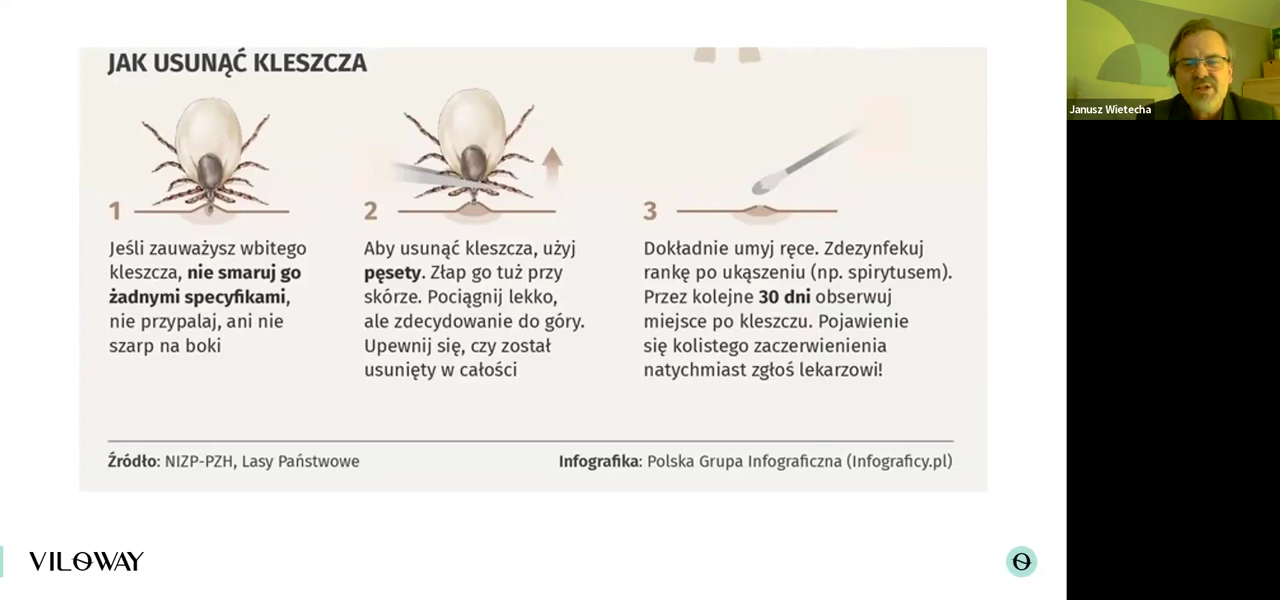 JAK USUNĄĆ KLESZCZA
1
Jeśli zauważysz wbitego
kleszcza, nie smaruj go
żadnymi specyfikami,
nie przypalaj, ani nie
szarp na boki
2
Aby usunąć kleszcza, użyj
pęsety. Złap go tuż przy
skórze. Pociągnij lekko,
ale zdecydowanie do góry.
Upewnij się, czy został
usunięty w całości
3
Dokładnie umyj ręce. Zdezynfekuj
rankę po ukąszeniu (np. spirytusem).
Przez kolejne 30 dni obserwuj
miejsce po kleszczu. Pojawienie
się kolistego zaczerwienienia
natychmiast zgłoś lekarzowi!
Źródło: NIZP-PZH, Lasy Państwowe
Infografika: Polska Grupa Infograficzna (Infograficy.pl)
VILOWAY
Janusz Wietecha